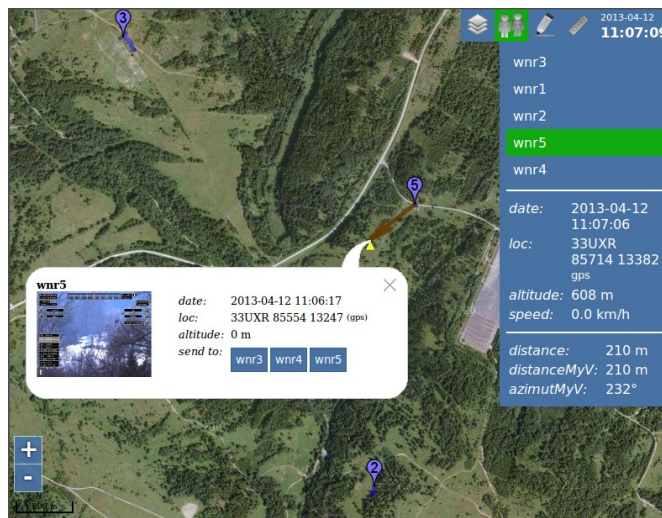 3
2013-04-12
11:07:09
wnr3
wnr1
wnr2
wnr5
wnr4
5
date: 2013-04-12
11:07:06
loc: 33UXR
85714 13382
gps
altitude: 608 m
speed: 0.0 km/h
distance: 210 m
distanceMyV: 210 m
azimutMyV: 232°
wnr5
date: 2013-04-12 11:06:17
loc: 33UXR 85554 13247 (gps)
altitude: 0 m
send to: wnr3 wnr4 wnr5
2
+
-
200 m